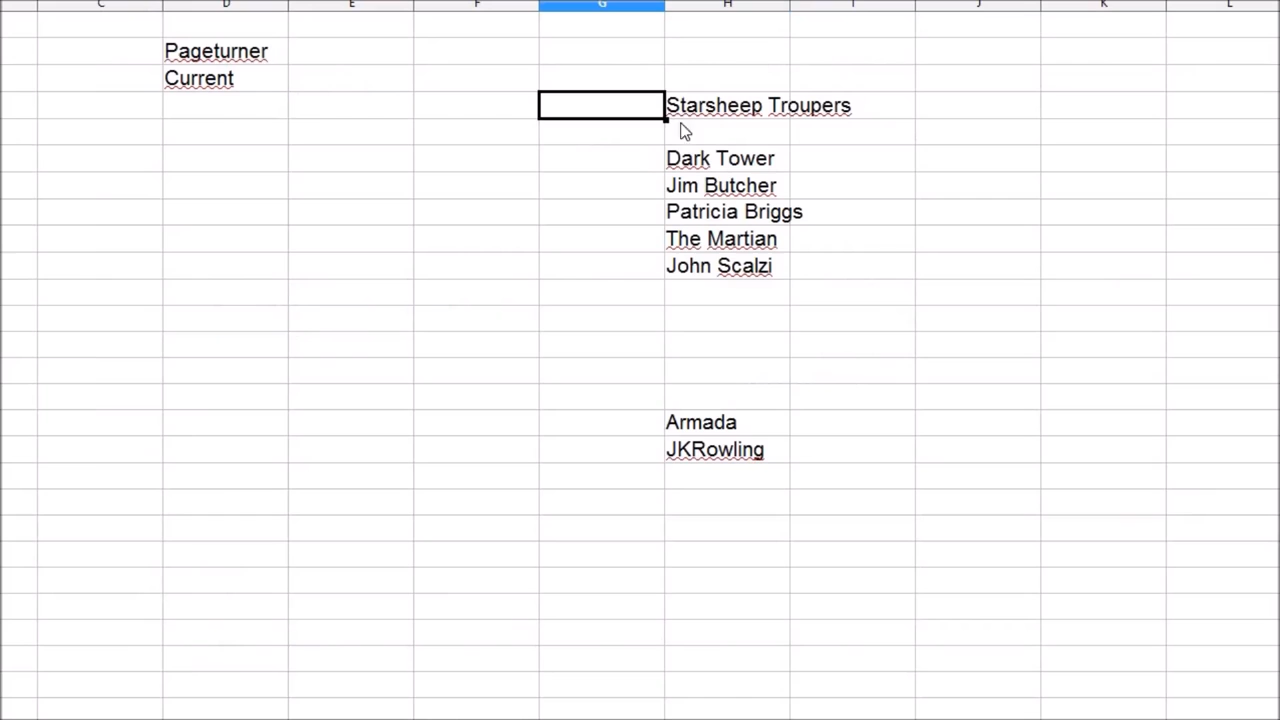 C D E F G H I J K L
Pageturner
Current
Starsheep Troupers
Dark Tower
Jim Butcher
Patricia Briggs
The Martian
John Scalzi
Armada
JKRowling